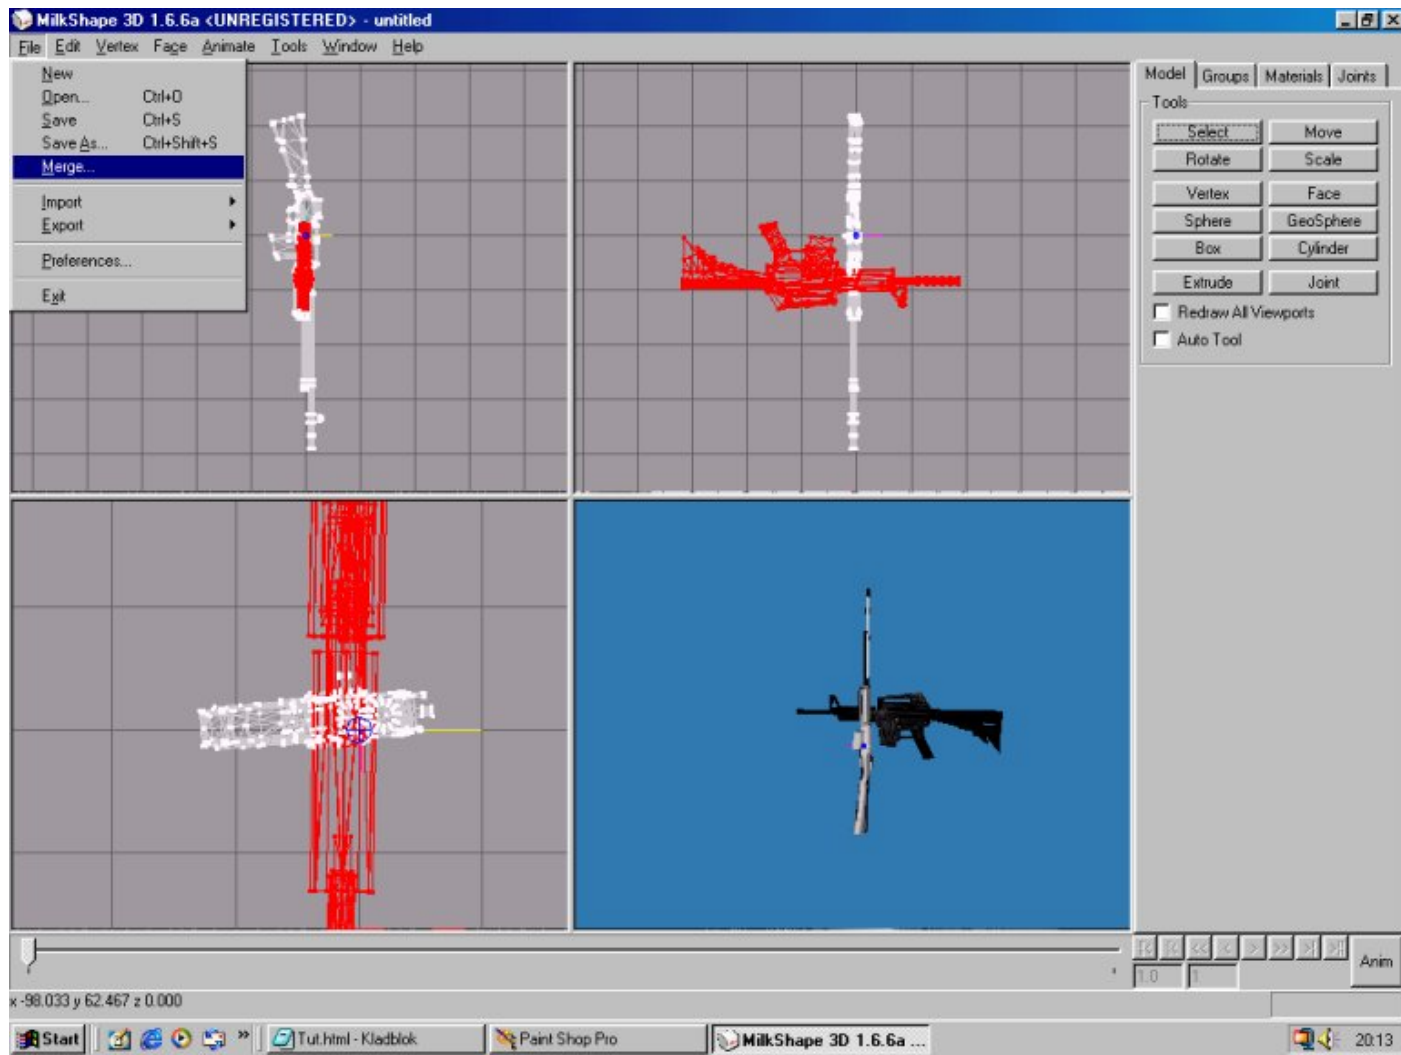 MilkShape 3D 1.6.6a <UNREGISTERED> - untitled
File Edit Vertex Face Animate Tools Window Help
New
Open... Ctrl+O
Save Ctrl+S
Save As... Ctrl+Shift+S
Merge...
Import
Export
Preferences...
Exit
Model Groups Materials Joints
Tools
Select Move
Rotate Scale
Vertex Face
Sphere GeoSphere
Box Cylinder
Extrude Joint
Redraw All Viewports
Auto Tool
1.0 1
Anim
x -98.033 y 62.467 z 0.000
Start Tut.html - Kladblok Paint Shop Pro MilkShape 3D 1.6.6a ... 20:13